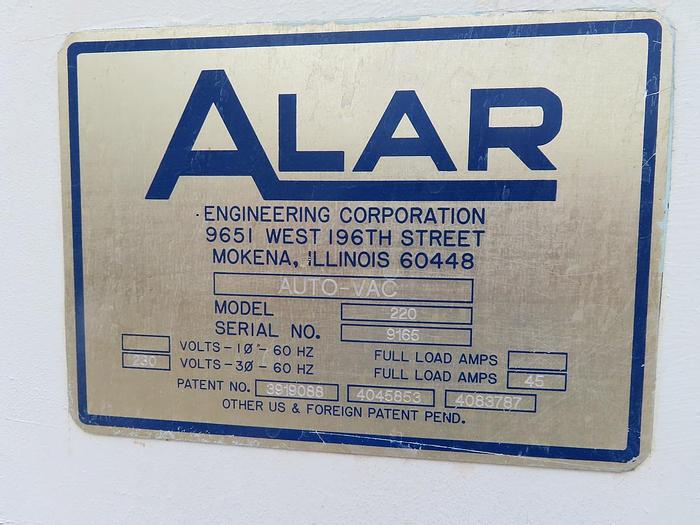 ALAR
ENGINEERING CORPORATION
9651 WEST 196TH STREET
MOKENA, ILLINOIS 60448
AUTO-VAC
MODEL 220
SERIAL NO. 9165
VOLTS-1Ø-60 HZ FULL LOAD AMPS
230 VOLTS-3Ø-60 HZ FULL LOAD AMPS 45
PATENT NO. 3919086 4045853 4083787
OTHER US & FOREIGN PATENT PEND.